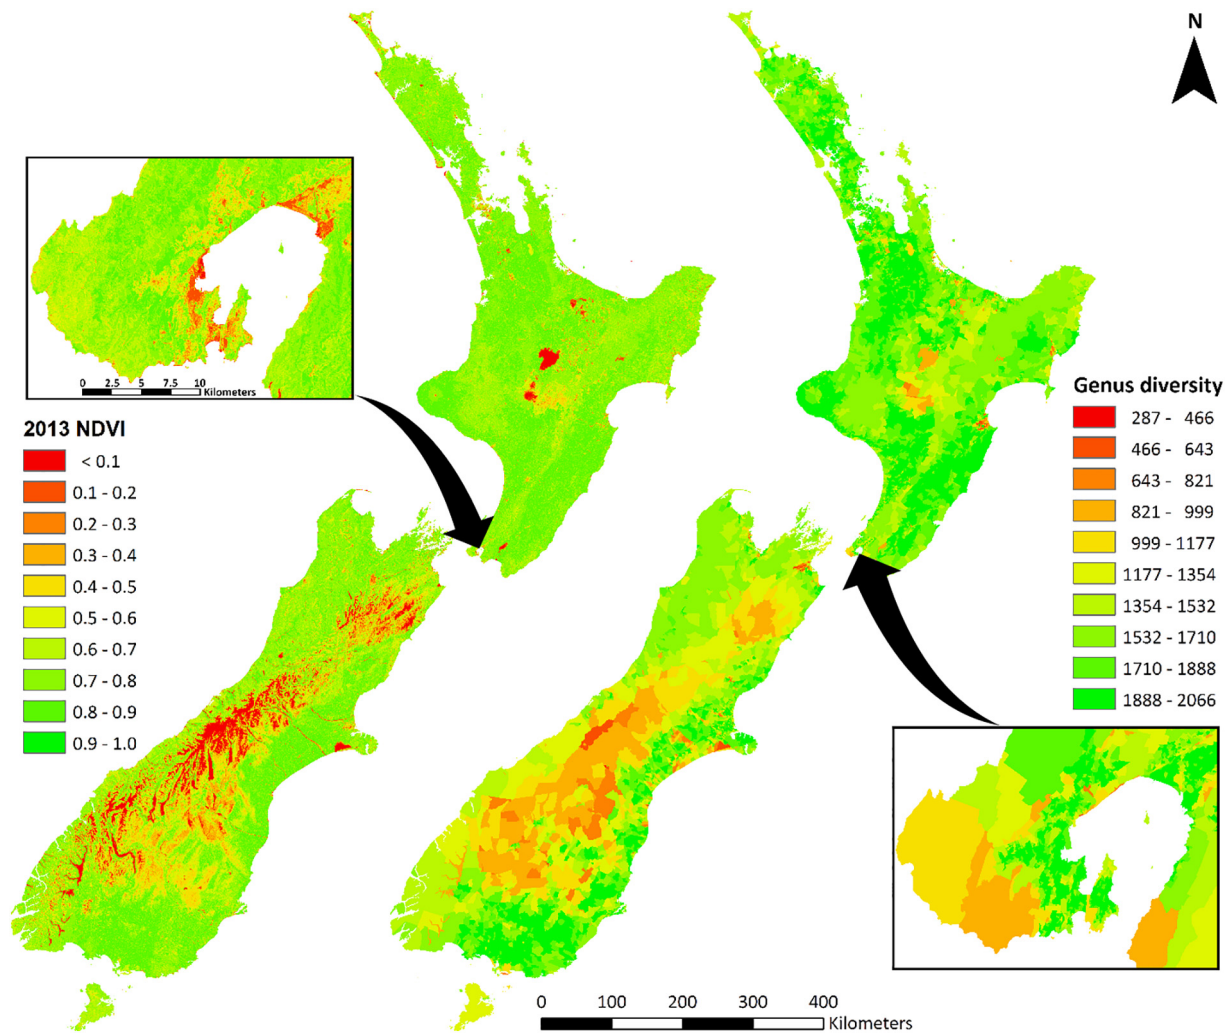 N
0 2.5 5 7.5 10
Kilometers
2013 NDVI
< 0.1
0.1 - 0.2
0.2 - 0.3
0.3 - 0.4
0.4 - 0.5
0.5 - 0.6
0.6 - 0.7
0.7 - 0.8
0.8 - 0.9
0.9 - 1.0
Genus diversity
287 - 466
466 - 643
643 - 821
821 - 999
999 - 1177
1177 - 1354
1354 - 1532
1532 - 1710
1710 - 1888
1888 - 2066
0 100 200 300 400
Kilometers